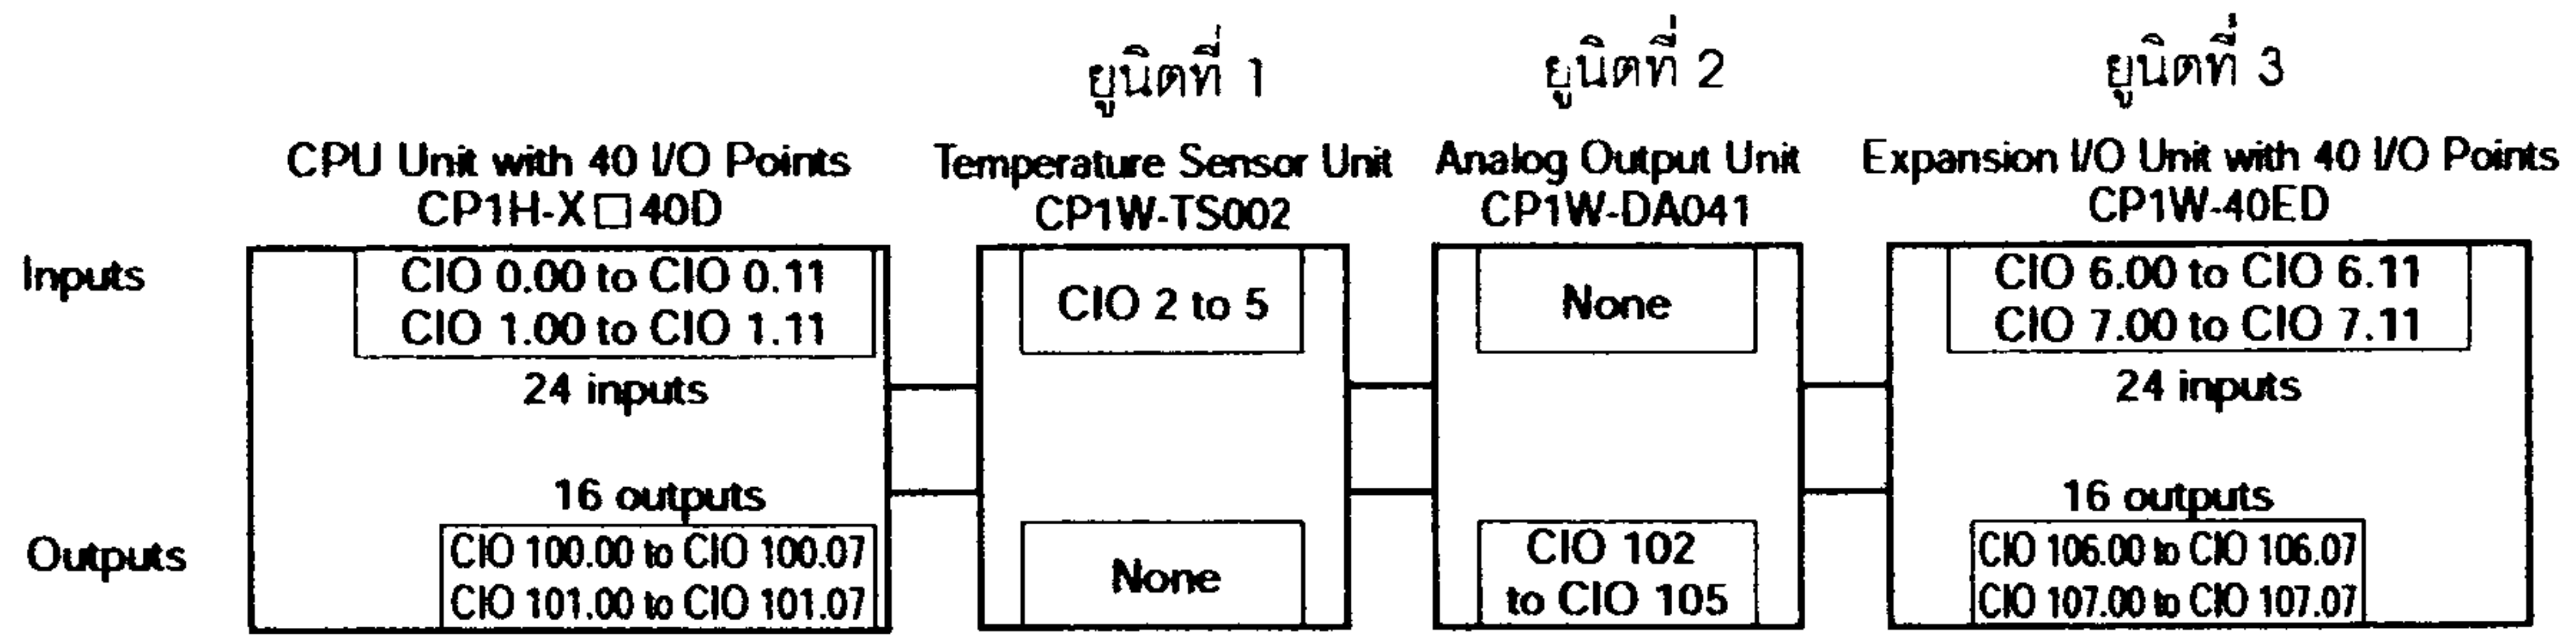 ยูนิตที่ 1
ยูนิตที่ 2
ยูนิตที่ 3
CPU Unit with 40 I/O Points
CP1H-X□40D
Temperature Sensor Unit
CP1W-TS002
Analog Output Unit
CP1W-DA041
Expansion I/O Unit with 40 I/O Points
CP1W-40ED
Inputs
CIO 0.00 to CIO 0.11
CIO 1.00 to CIO 1.11
24 inputs
CIO 2 to 5
None
CIO 6.00 to CIO 6.11
CIO 7.00 to CIO 7.11
24 inputs
Outputs
16 outputs
CIO 100.00 to CIO 100.07
CIO 101.00 to CIO 101.07
None
CIO 102
to CIO 105
16 outputs
CIO 106.00 to CIO 106.07
CIO 107.00 to CIO 107.07